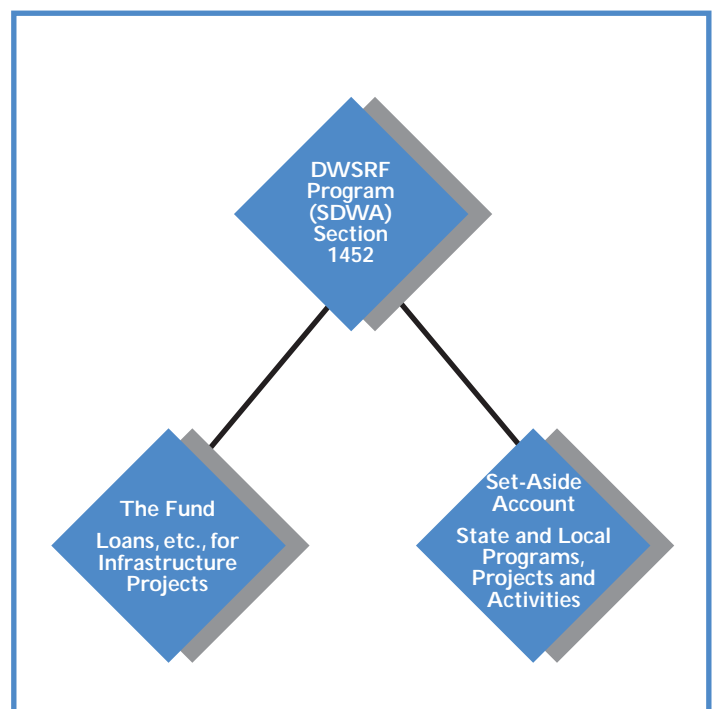 DWSRF
Program
(SDWA)
Section
1452
The Fund
Loans, etc., for
Infrastructure
Projects
Set-Aside
Account
State and Local
Programs,
Projects and
Activities